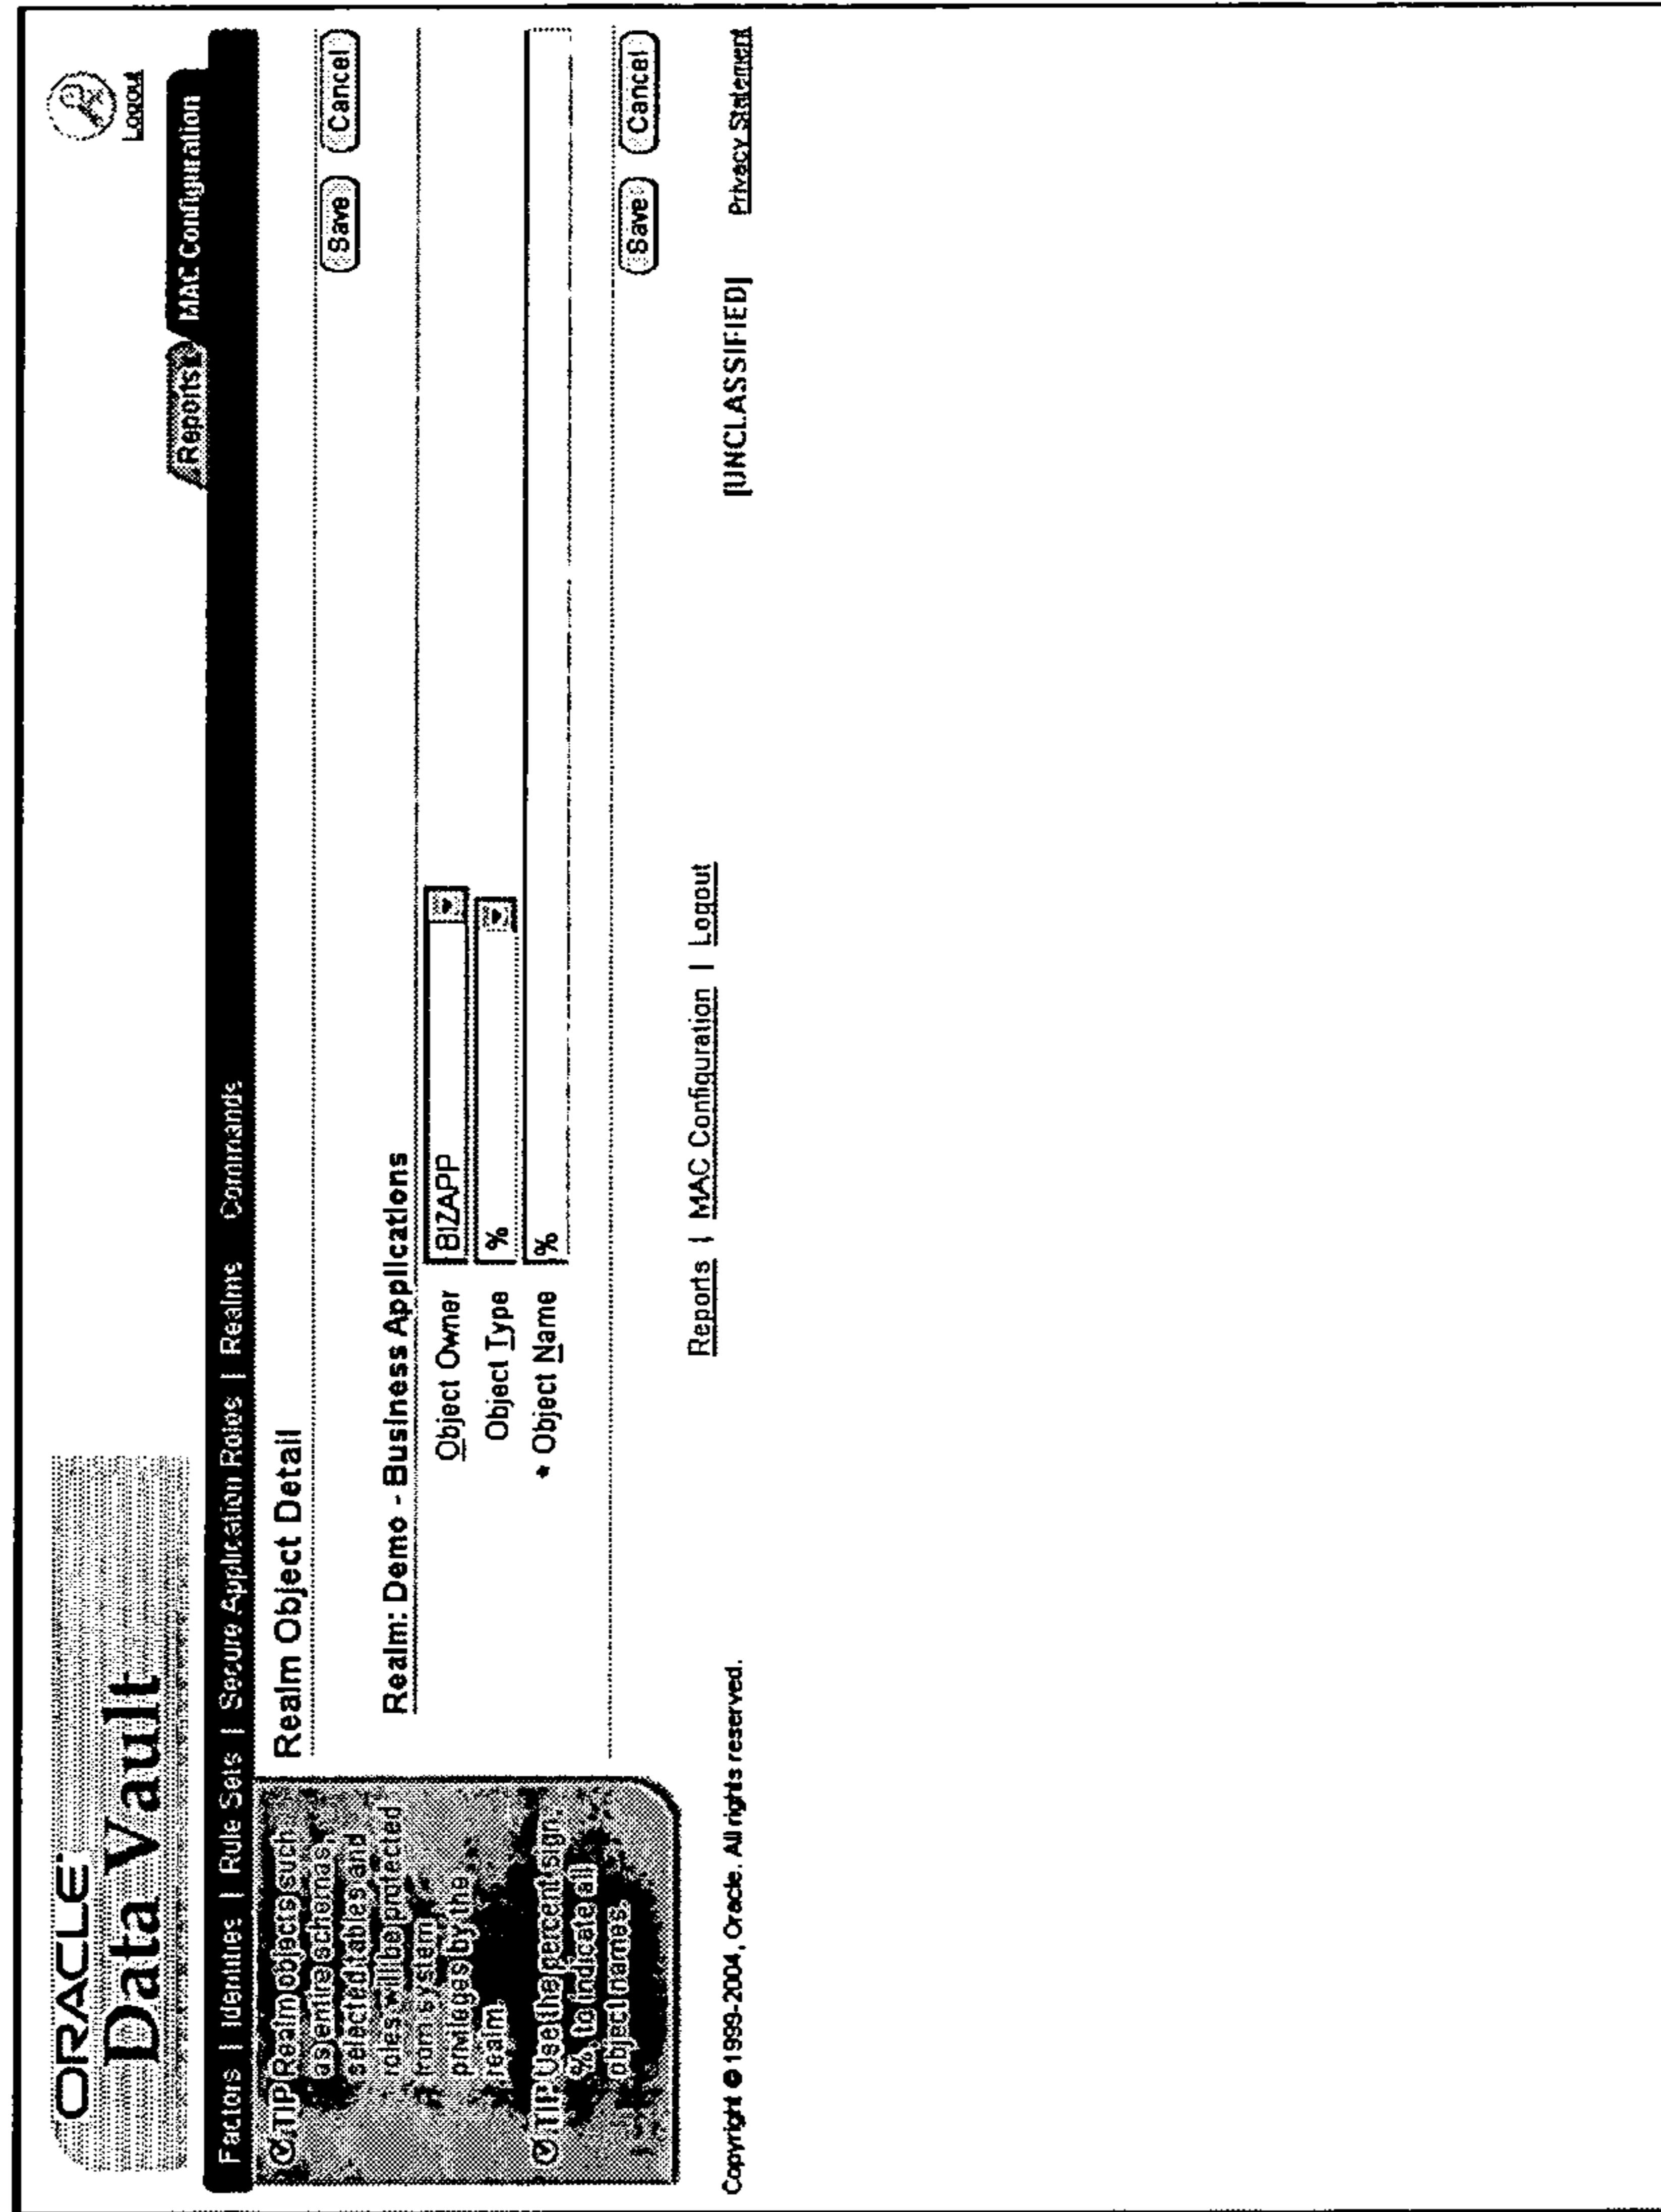 ORACLE
Data Vault
Logout
Reports
MAC Configuration
Factors | Identities | Rule Sets | Secure Application Roles | Realms Commands
TIP Realm objects such
as entire schemas,
selected tables and
roles will be protected
from system
privileges by the
realm.
TIP Use the percent sign,
%, to indicate all
object names.
Realm Object Detail
Save Cancel
Realm: Demo - Business Applications
Object Owner BIZAPP
Object Type %
* Object Name %
Save Cancel
Reports | MAC Configuration | Logout
Copyright © 1999-2004, Oracle. All rights reserved.
[UNCLASSIFIED]
Privacy Statement